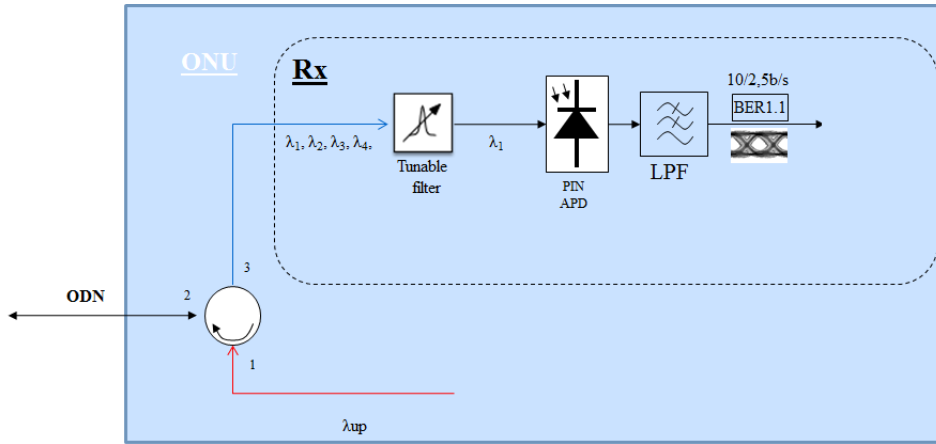 ONU
Rx
10/2,5b/s
BER1.1
λ₁, λ₂, λ₃, λ₄,
λ₁
Tunable
filter
PIN
APD
LPF
3
ODN
2
1
λup